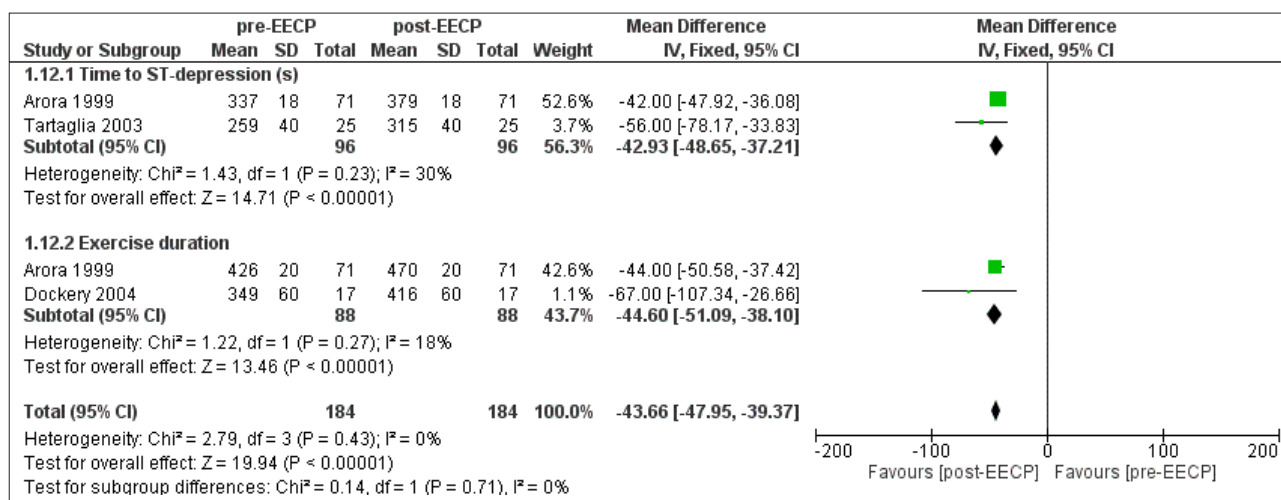 pre-EECP post-EECP Mean Difference Mean Difference
Study or Subgroup Mean SD Total Mean SD Total Weight IV, Fixed, 95% CI IV, Fixed, 95% CI
1.12.1 Time to ST-depression (s)
Arora 1999 337 18 71 379 18 71 52.6% -42.00 [-47.92, -36.08]
Tartaglia 2003 259 40 25 315 40 25 3.7% -56.00 [-78.17, -33.83]
Subtotal (95% CI) 96 96 56.3% -42.93 [-48.65, -37.21]
Heterogeneity: Chi² = 1.43, df = 1 (P = 0.23); I² = 30%
Test for overall effect: Z = 14.71 (P < 0.00001)
1.12.2 Exercise duration
Arora 1999 426 20 71 470 20 71 42.6% -44.00 [-50.58, -37.42]
Dockery 2004 349 60 17 416 60 17 1.1% -67.00 [-107.34, -26.66]
Subtotal (95% CI) 88 88 43.7% -44.60 [-51.09, -38.10]
Heterogeneity: Chi² = 1.22, df = 1 (P = 0.27); I² = 18%
Test for overall effect: Z = 13.46 (P < 0.00001)
Total (95% CI) 184 184 100.0% -43.66 [-47.95, -39.37]
Heterogeneity: Chi² = 2.79, df = 3 (P = 0.43); I² = 0%
Test for overall effect: Z = 19.94 (P < 0.00001)
Test for subgroup differences: Chi² = 0.14, df = 1 (P = 0.71), I² = 0%
-200 -100 0 100 200
Favours [post-EECP] Favours [pre-EECP]